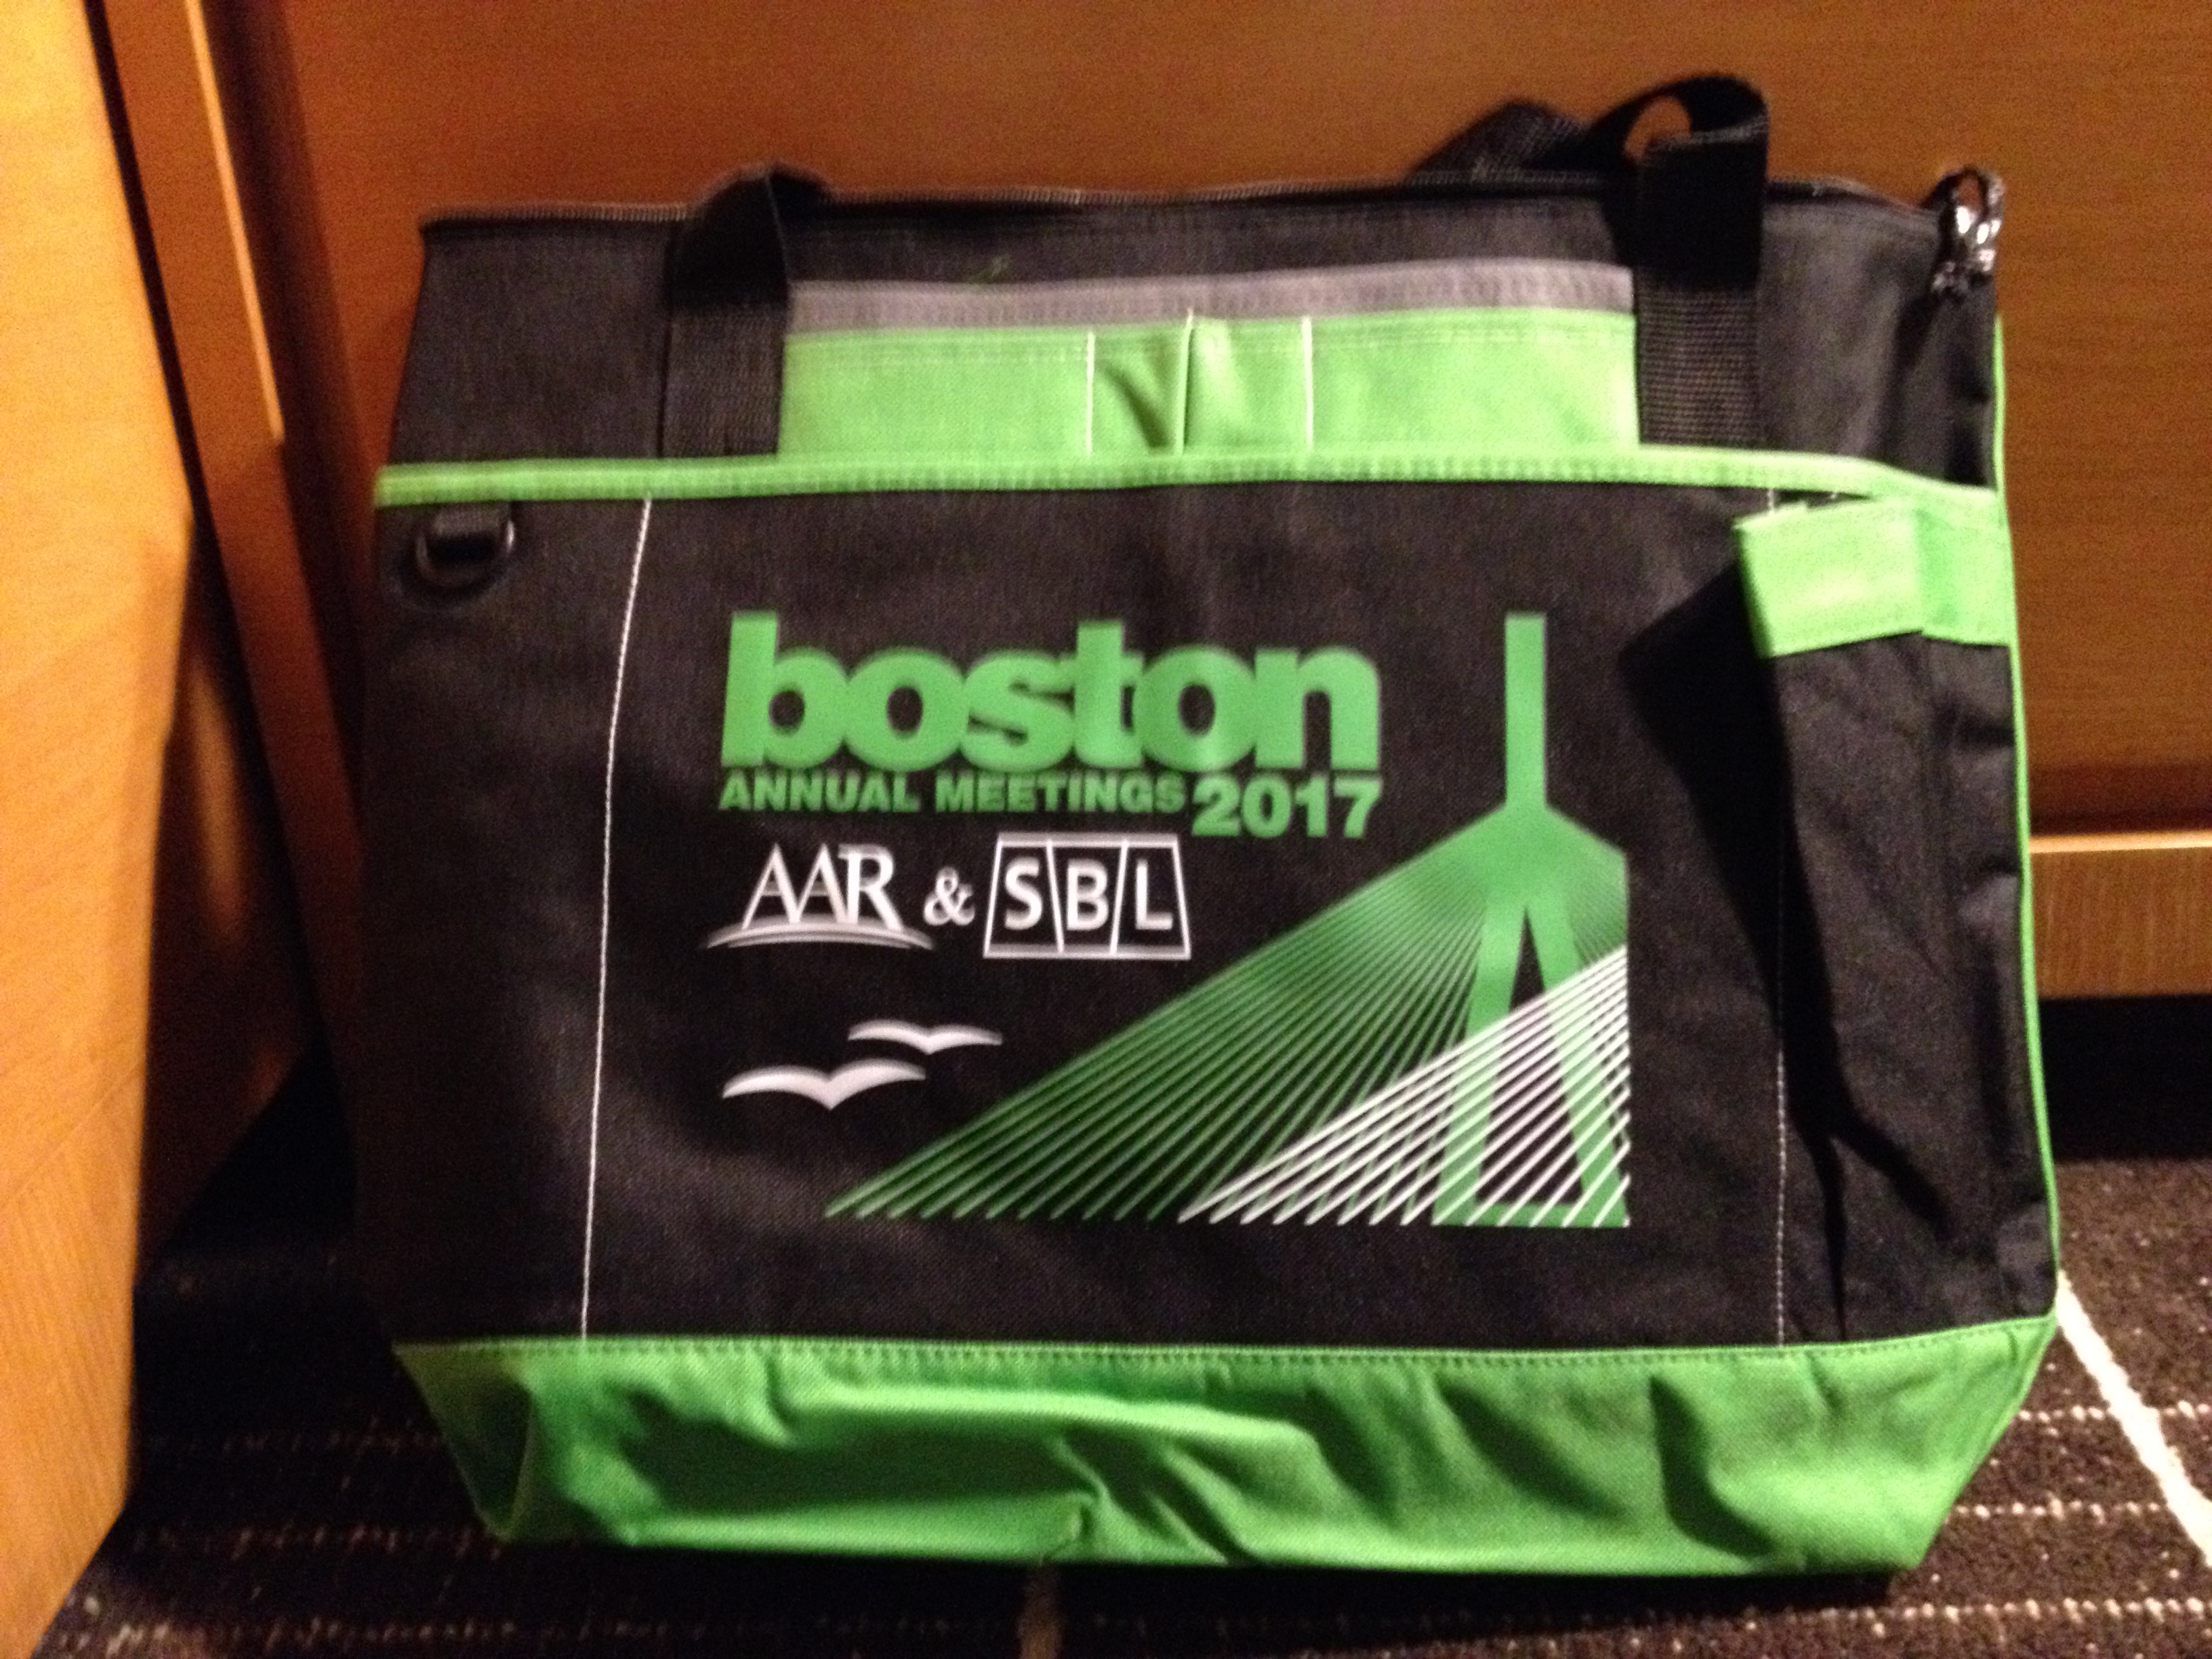 boston
ANNUAL MEETINGS 2017
AAR & SBL